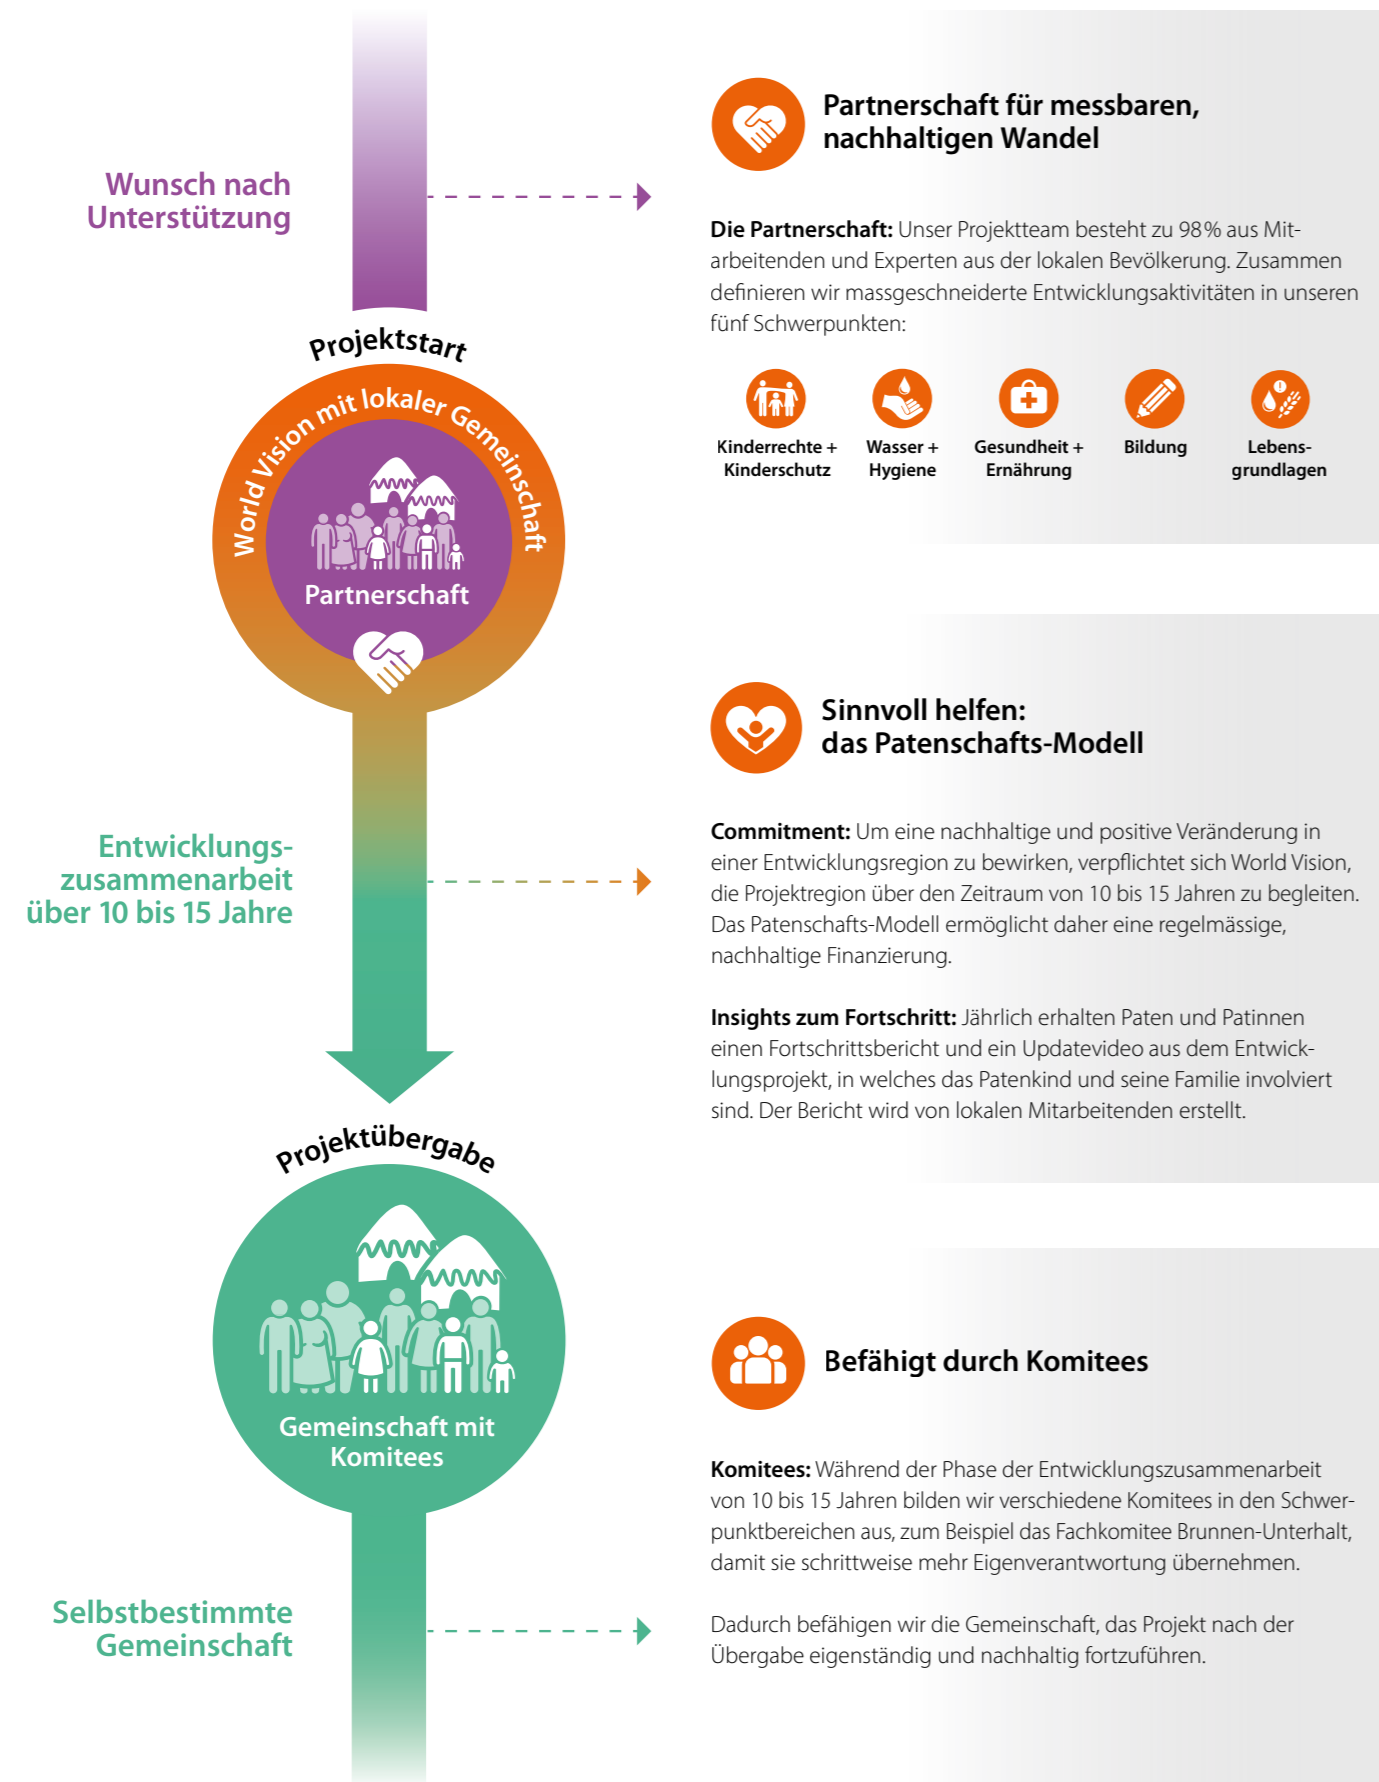 Wunsch nach
Unterstützung
Partnerschaft für messbaren,
nachhaltigen Wandel
Die Partnerschaft: Unser Projektteam besteht zu 98% aus Mit-
arbeitenden und Experten aus der lokalen Bevölkerung. Zusammen
definieren wir massgeschneiderte Entwicklungsaktivitäten in unseren
fünf Schwerpunkten:
Kinderrechte +
Kinderschutz
Wasser +
Hygiene
Gesundheit +
Ernährung
Bildung
Lebens-
grundlagen
Projektstart
World Vision mit lokaler Gemeinschaft
Partnerschaft
Entwicklungs-
zusammenarbeit
über 10 bis 15 Jahre
Sinnvoll helfen:
das Patenschafts-Modell
Commitment: Um eine nachhaltige und positive Veränderung in
einer Entwicklungsregion zu bewirken, verpflichtet sich World Vision,
die Projektregion über den Zeitraum von 10 bis 15 Jahren zu begleiten.
Das Patenschafts-Modell ermöglicht daher eine regelmässige,
nachhaltige Finanzierung.
Insights zum Fortschritt: Jährlich erhalten Paten und Patinnen
einen Fortschrittsbericht und ein Updatevideo aus dem Entwick-
lungsprojekt, in welches das Patenkind und seine Familie involviert
sind. Der Bericht wird von lokalen Mitarbeitenden erstellt.
Projektübergabe
Gemeinschaft mit
Komitees
Selbstbestimmte
Gemeinschaft
Befähigt durch Komitees
Komitees: Während der Phase der Entwicklungszusammenarbeit
von 10 bis 15 Jahren bilden wir verschiedene Komitees in den Schwer-
punktbereichen aus, zum Beispiel das Fachkomitee Brunnen-Unterhalt,
damit sie schrittweise mehr Eigenverantwortung übernehmen.
Dadurch befähigen wir die Gemeinschaft, das Projekt nach der
Übergabe eigenständig und nachhaltig fortzuführen.